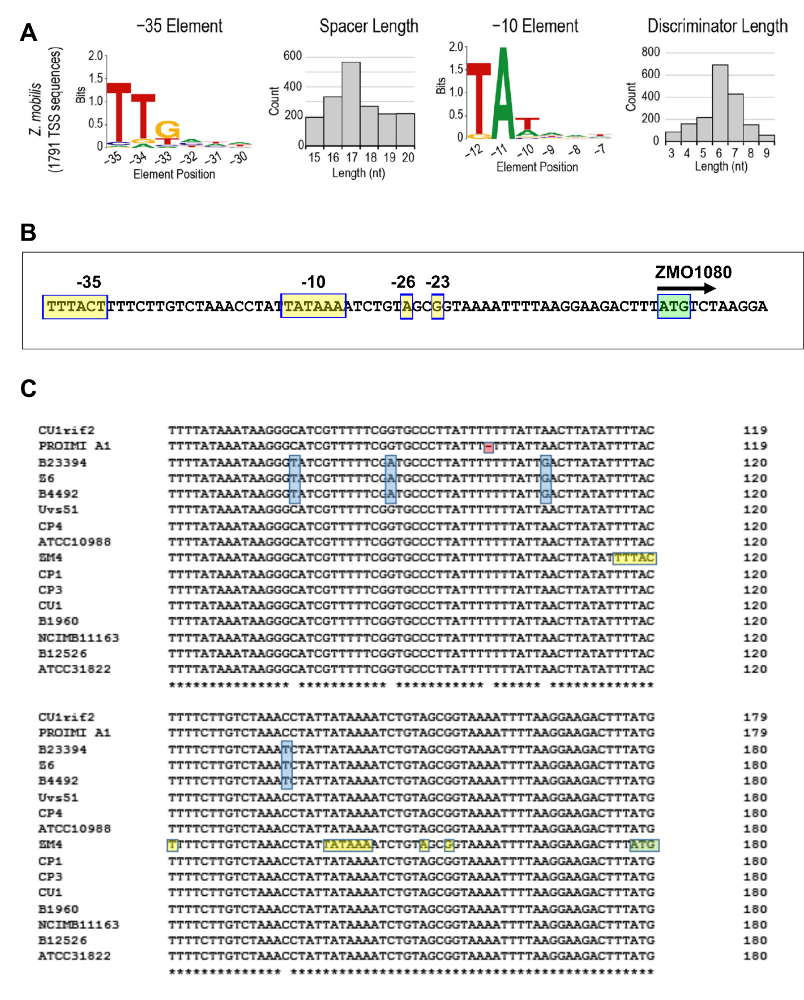 A
−35 Element
Spacer Length
−10 Element
Discriminator Length
Z. mobilis
(1791 TSS sequences)
Bits
2.0
1.5
1.0
0.5
0
-35 -34 -33 -32 -31 -30
Element Position
Count
600
400
200
0
15 16 17 18 19 20
Length (nt)
Bits
2.0
1.5
1.0
0.5
0
-12 -11 -10 -9 -8 -7
Element Position
Count
800
600
400
200
0
3 4 5 6 7 8 9
Length (nt)
B
ZMO1080
-35 -10 -26 -23
TTTACTTTTCTTGTCTAAACCTATTATAAAATCTGTAGCGGTAAAATTTTAAGGAAGACTTTATGTCTAAGGA
C
CU1rif2 TTTTATAAATAAGGGCATCGTTTTTCGGTGCCCTTATTTTTTTATTAACTTATATTTTAC 119
PROIMI A1 TTTTATAAATAAGGGCATCGTTTTTCGGTGCCCTTATTT-TTTATTAACTTATATTTTAC 119
B23394 TTTTATAAATAAGGGTATCGTTTTTCGATGCCCTTATTTTTTTATTGACTTATATTTTAC 120
Z6 TTTTATAAATAAGGGTATCGTTTTTCGATGCCCTTATTTTTTTATTGACTTATATTTTAC 120
B4492 TTTTATAAATAAGGGTATCGTTTTTCGATGCCCTTATTTTTTTATTGACTTATATTTTAC 120
Uvs51 TTTTATAAATAAGGGCATCGTTTTTCGGTGCCCTTATTTTTTTATTAACTTATATTTTAC 120
CP4 TTTTATAAATAAGGGCATCGTTTTTCGGTGCCCTTATTTTTTTATTAACTTATATTTTAC 120
ATCC10988 TTTTATAAATAAGGGCATCGTTTTTCGGTGCCCTTATTTTTTTATTAACTTATATTTTAC 120
ZM4 TTTTATAAATAAGGGCATCGTTTTTCGGTGCCCTTATTTTTTTATTAACTTATATTTTAC 120
CP1 TTTTATAAATAAGGGCATCGTTTTTCGGTGCCCTTATTTTTTTATTAACTTATATTTTAC 120
CP3 TTTTATAAATAAGGGCATCGTTTTTCGGTGCCCTTATTTTTTTATTAACTTATATTTTAC 120
CU1 TTTTATAAATAAGGGCATCGTTTTTCGGTGCCCTTATTTTTTTATTAACTTATATTTTAC 120
B1960 TTTTATAAATAAGGGCATCGTTTTTCGGTGCCCTTATTTTTTTATTAACTTATATTTTAC 120
NCIMB11163 TTTTATAAATAAGGGCATCGTTTTTCGGTGCCCTTATTTTTTTATTAACTTATATTTTAC 120
B12526 TTTTATAAATAAGGGCATCGTTTTTCGGTGCCCTTATTTTTTTATTAACTTATATTTTAC 120
ATCC31822 TTTTATAAATAAGGGCATCGTTTTTCGGTGCCCTTATTTTTTTATTAACTTATATTTTAC 120
*************** *********** *********** ****** *************
CU1rif2 TTTTCTTGTCTAAACCTATTATAAAATCTGTAGCGGTAAAATTTTAAGGAAGACTTTATG 179
PROIMI A1 TTTTCTTGTCTAAACCTATTATAAAATCTGTAGCGGTAAAATTTTAAGGAAGACTTTATG 179
B23394 TTTTCTTGTCTAAATCTATTATAAAATCTGTAGCGGTAAAATTTTAAGGAAGACTTTATG 180
Z6 TTTTCTTGTCTAAATCTATTATAAAATCTGTAGCGGTAAAATTTTAAGGAAGACTTTATG 180
B4492 TTTTCTTGTCTAAATCTATTATAAAATCTGTAGCGGTAAAATTTTAAGGAAGACTTTATG 180
Uvs51 TTTTCTTGTCTAAACCTATTATAAAATCTGTAGCGGTAAAATTTTAAGGAAGACTTTATG 180
CP4 TTTTCTTGTCTAAACCTATTATAAAATCTGTAGCGGTAAAATTTTAAGGAAGACTTTATG 180
ATCC10988 TTTTCTTGTCTAAACCTATTATAAAATCTGTAGCGGTAAAATTTTAAGGAAGACTTTATG 180
ZM4 TTTTCTTGTCTAAACCTATTATAAAATCTGTAGCGGTAAAATTTTAAGGAAGACTTTATG 180
CP1 TTTTCTTGTCTAAACCTATTATAAAATCTGTAGCGGTAAAATTTTAAGGAAGACTTTATG 180
CP3 TTTTCTTGTCTAAACCTATTATAAAATCTGTAGCGGTAAAATTTTAAGGAAGACTTTATG 180
CU1 TTTTCTTGTCTAAACCTATTATAAAATCTGTAGCGGTAAAATTTTAAGGAAGACTTTATG 180
B1960 TTTTCTTGTCTAAACCTATTATAAAATCTGTAGCGGTAAAATTTTAAGGAAGACTTTATG 180
NCIMB11163 TTTTCTTGTCTAAACCTATTATAAAATCTGTAGCGGTAAAATTTTAAGGAAGACTTTATG 180
B12526 TTTTCTTGTCTAAACCTATTATAAAATCTGTAGCGGTAAAATTTTAAGGAAGACTTTATG 180
ATCC31822 TTTTCTTGTCTAAACCTATTATAAAATCTGTAGCGGTAAAATTTTAAGGAAGACTTTATG 180
************** *********************************************